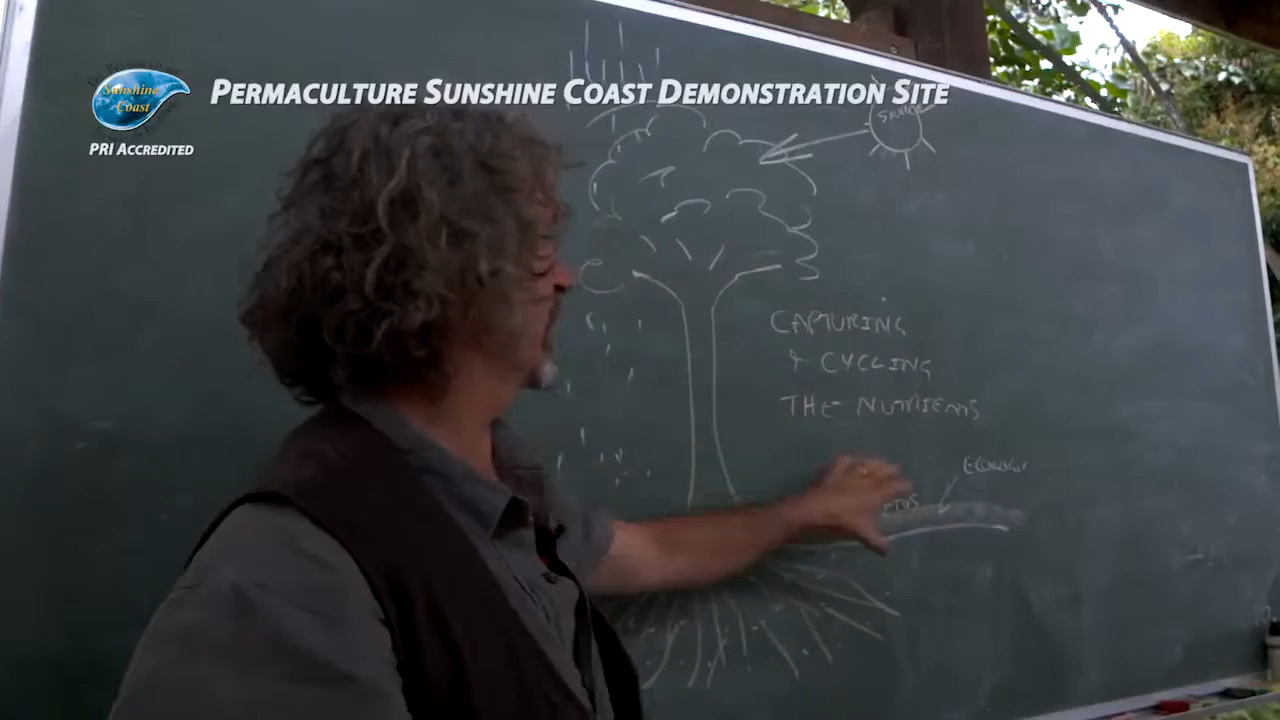 Sunshine
Coast
PERMACULTURE SUNSHINE COAST DEMONSTRATION SITE
PRI ACCREDITED
CAPTURING
& CYCLING
THE NUTRIENTS